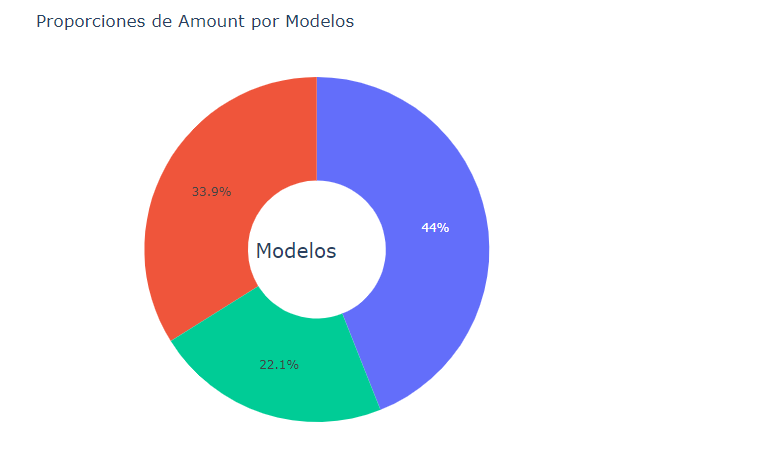 Proporciones de Amount por Modelos
33.9%
44%
Modelos
22.1%